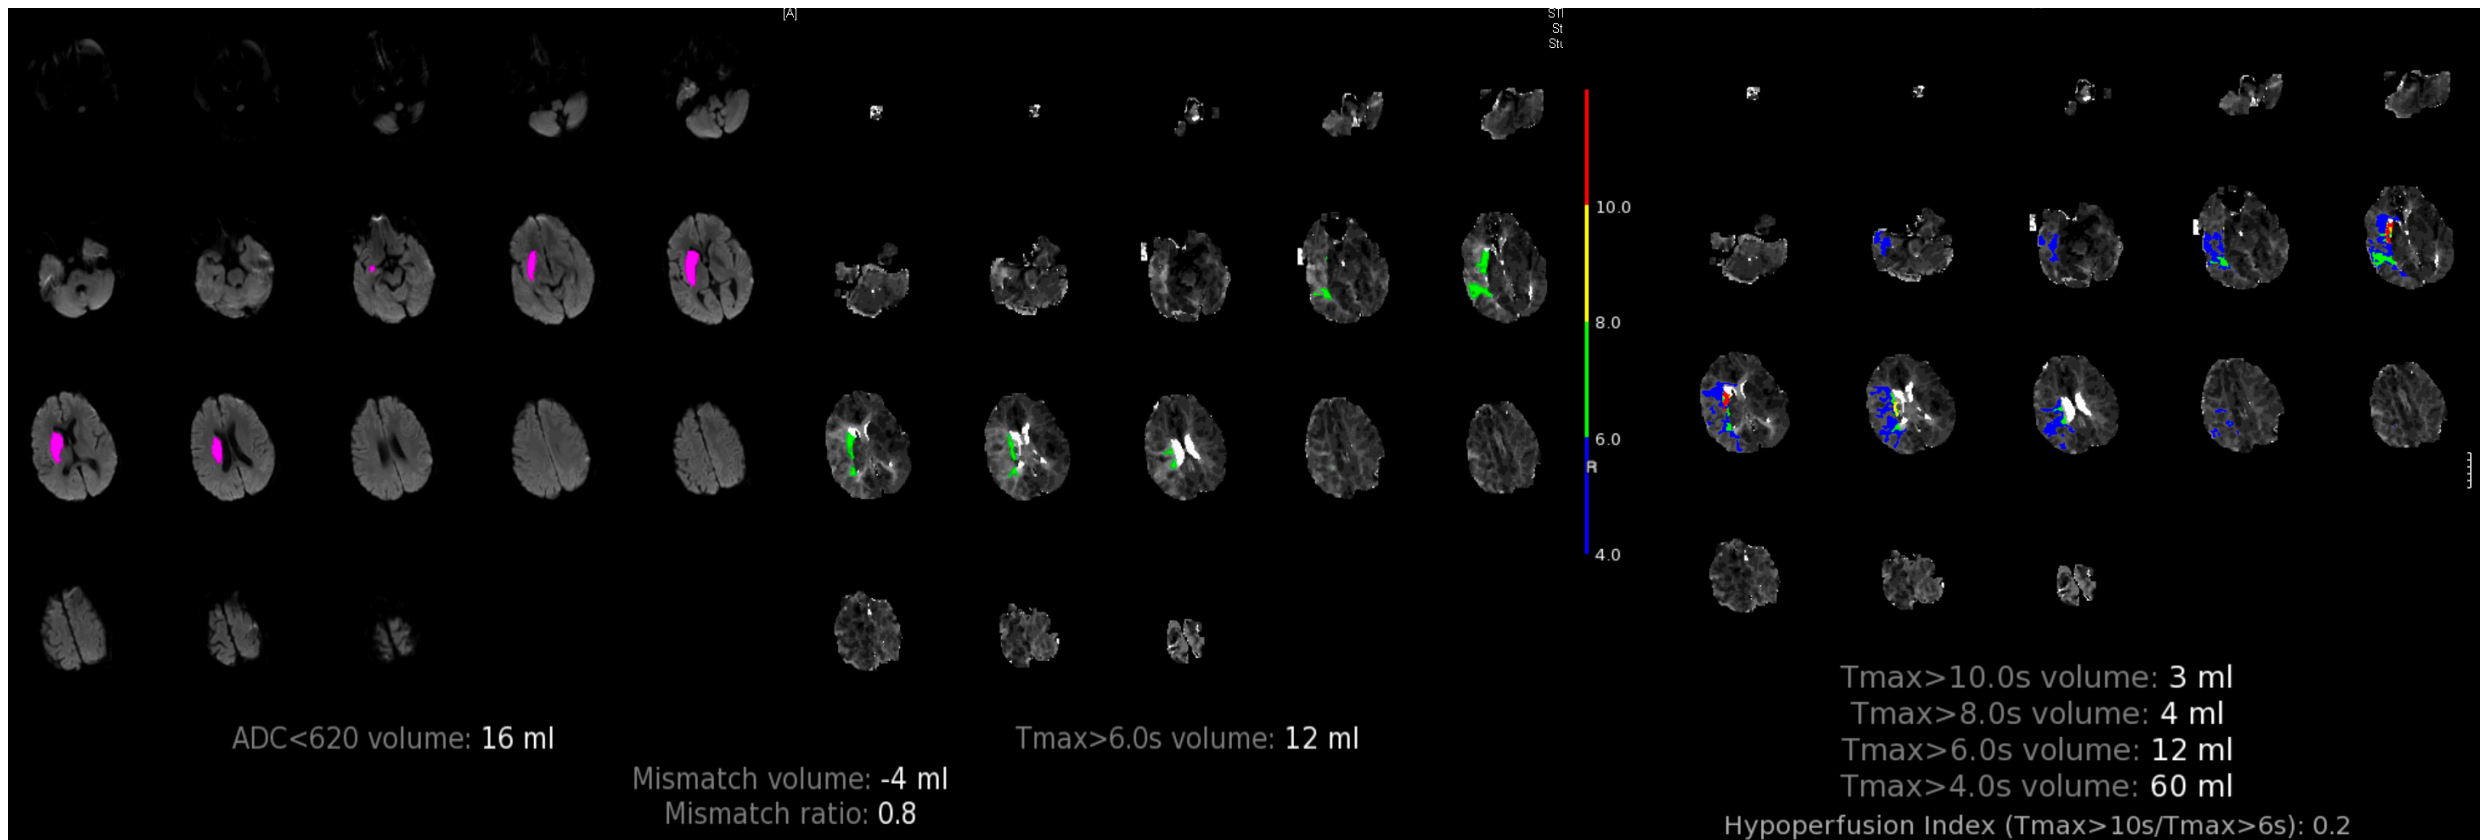 [A]
ST
St
Stu
10.0
8.0
6.0
R
4.0
ADC<620 volume: 16 ml
Tmax>6.0s volume: 12 ml
Mismatch volume: -4 ml
Mismatch ratio: 0.8
Tmax>10.0s volume: 3 ml
Tmax>8.0s volume: 4 ml
Tmax>6.0s volume: 12 ml
Tmax>4.0s volume: 60 ml
Hypoperfusion Index (Tmax>10s/Tmax>6s): 0.2